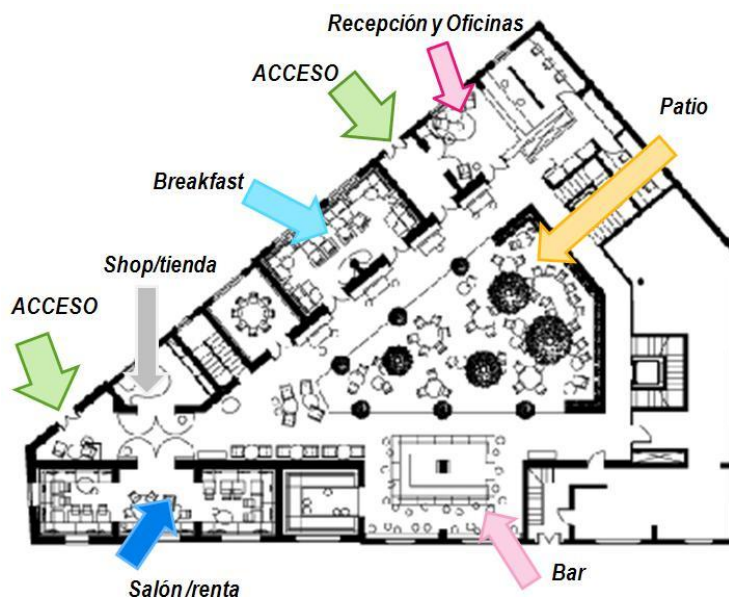 Recepción y Oficinas
ACCESO
Patio
Breakfast
Shop/tienda
ACCESO
Salón/renta
Bar